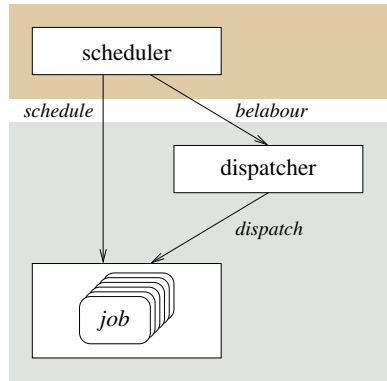 scheduler
schedule
belabour
dispatcher
dispatch
job